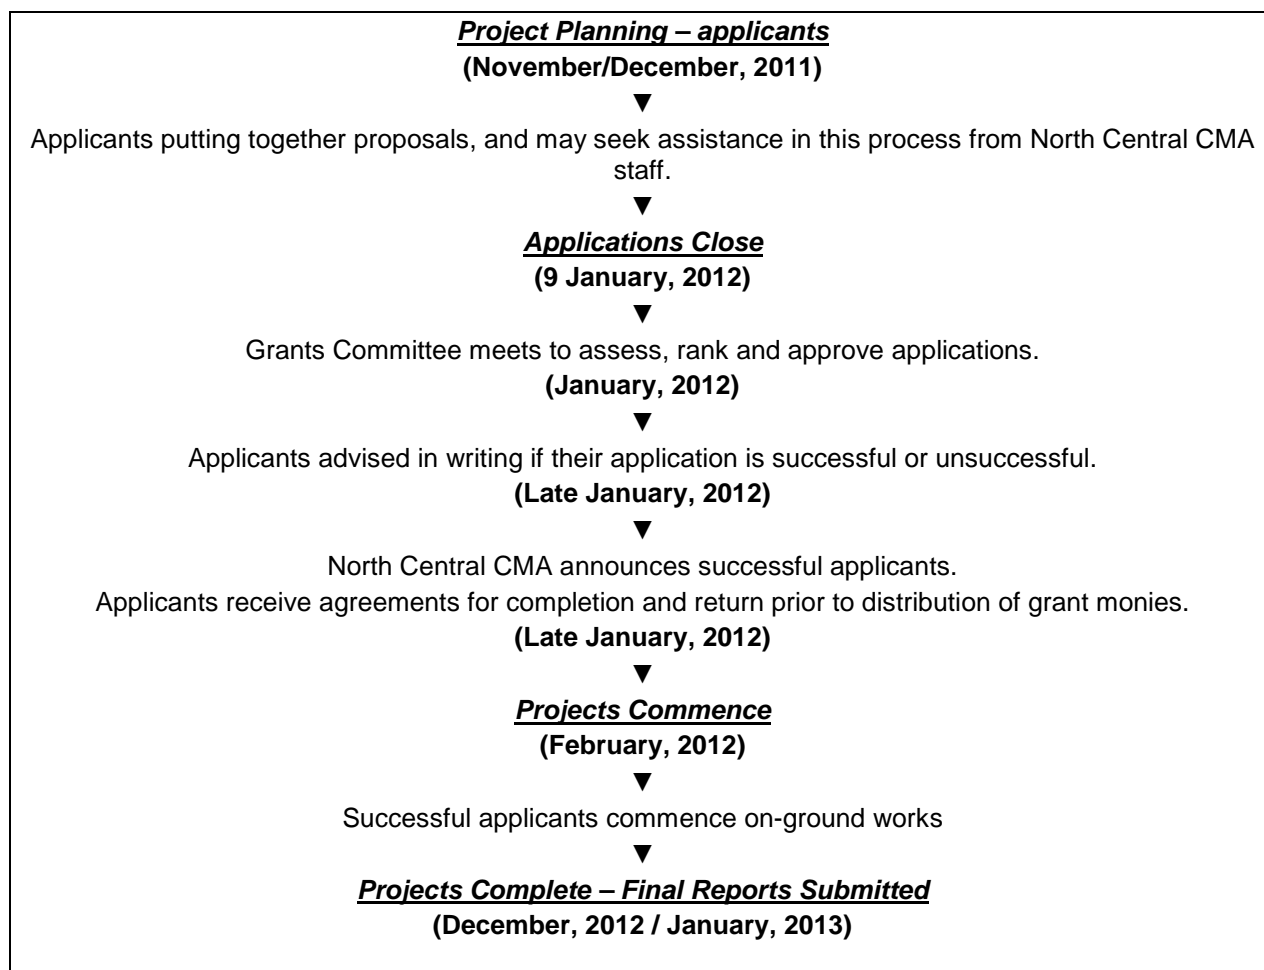 Project Planning – applicants
(November/December, 2011)
▼
Applicants putting together proposals, and may seek assistance in this process from North Central CMA
staff.
▼
Applications Close
(9 January, 2012)
▼
Grants Committee meets to assess, rank and approve applications.
(January, 2012)
▼
Applicants advised in writing if their application is successful or unsuccessful.
(Late January, 2012)
▼
North Central CMA announces successful applicants.
Applicants receive agreements for completion and return prior to distribution of grant monies.
(Late January, 2012)
▼
Projects Commence
(February, 2012)
▼
Successful applicants commence on-ground works
▼
Projects Complete – Final Reports Submitted
(December, 2012 / January, 2013)